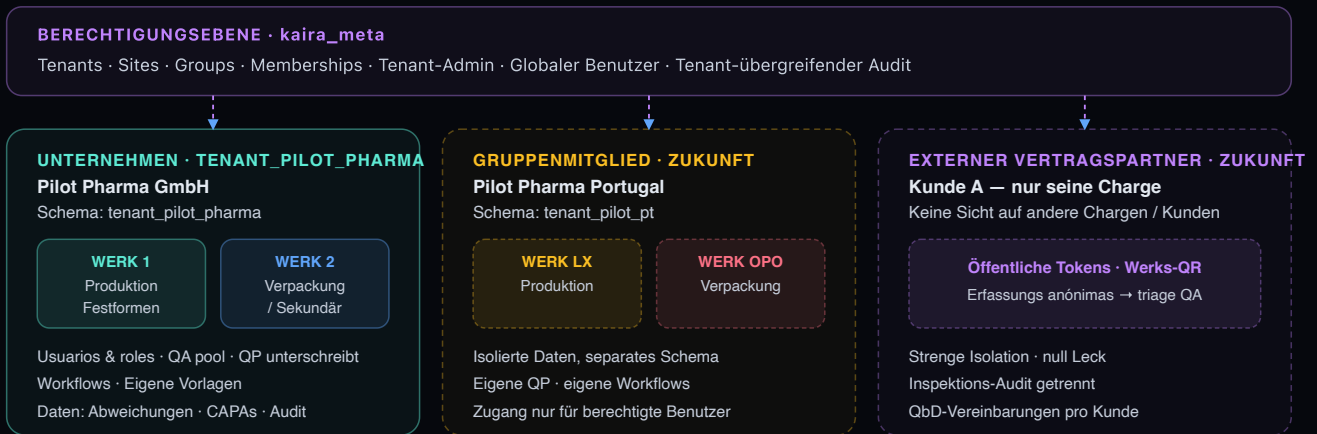 BERECHTIGUNGSEBENE · kaira_meta
Tenants · Sites · Groups · Memberships · Tenant-Admin · Globaler Benutzer · Tenant-übergreifender Audit
UNTERNEHMEN · TENANT_PILOT_PHARMA
Pilot Pharma GmbH
Schema: tenant_pilot_pharma
WERK 1
Produktion
Festformen
WERK 2
Verpackung
/ Sekundär
Usuarios & roles · QA pool · QP unterschreibt
Workflows · Eigene Vorlagen
Daten: Abweichungen · CAPAs · Audit
GRUPPENMITGLIED · ZUKUNFT
Pilot Pharma Portugal
Schema: tenant_pilot_pt
WERK LX
Produktion
WERK OPO
Verpackung
Isolierte Daten, separates Schema
Eigene QP · eigene Workflows
Zugang nur für berechtigte Benutzer
EXTERNER VERTRAGSPARTNER · ZUKUNFT
Kunde A — nur seine Charge
Keine Sicht auf andere Chargen / Kunden
Öffentliche Tokens · Werks-QR
Erfassungs anónimas → triage QA
Strenge Isolation · null Leck
Inspektions-Audit getrennt
QbD-Vereinbarungen pro Kunde